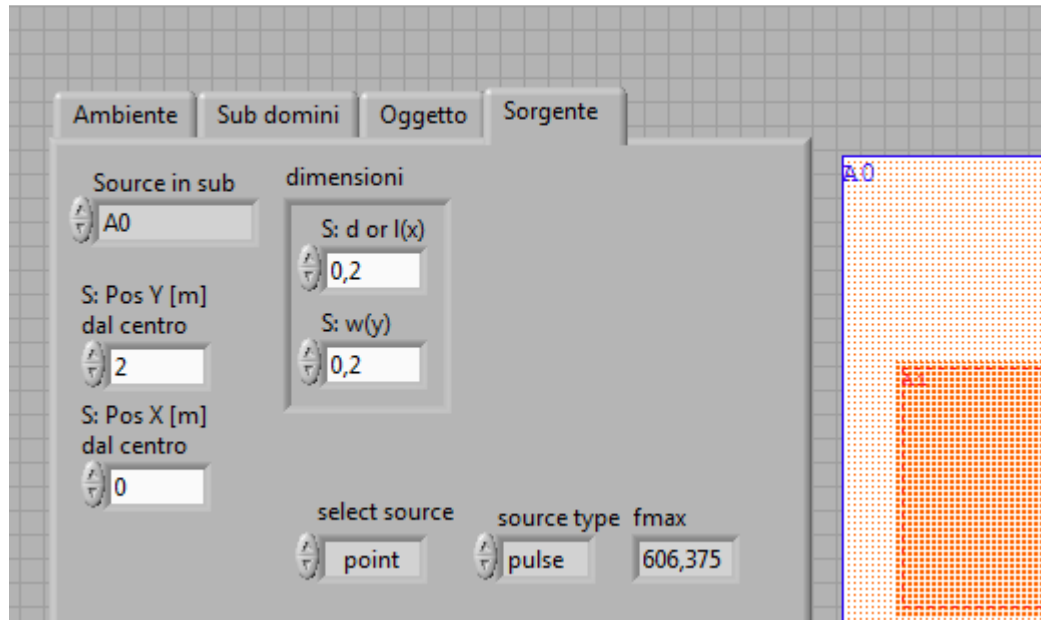 Ambiente
Sub domini
Oggetto
Sorgente
Source in sub
A0
dimensioni
S: d or l(x)
0,2
S: w(y)
0,2
S: Pos Y [m]
dal centro
2
S: Pos X [m]
dal centro
0
select source
point
source type
pulse
fmax
606,375
A0
A1